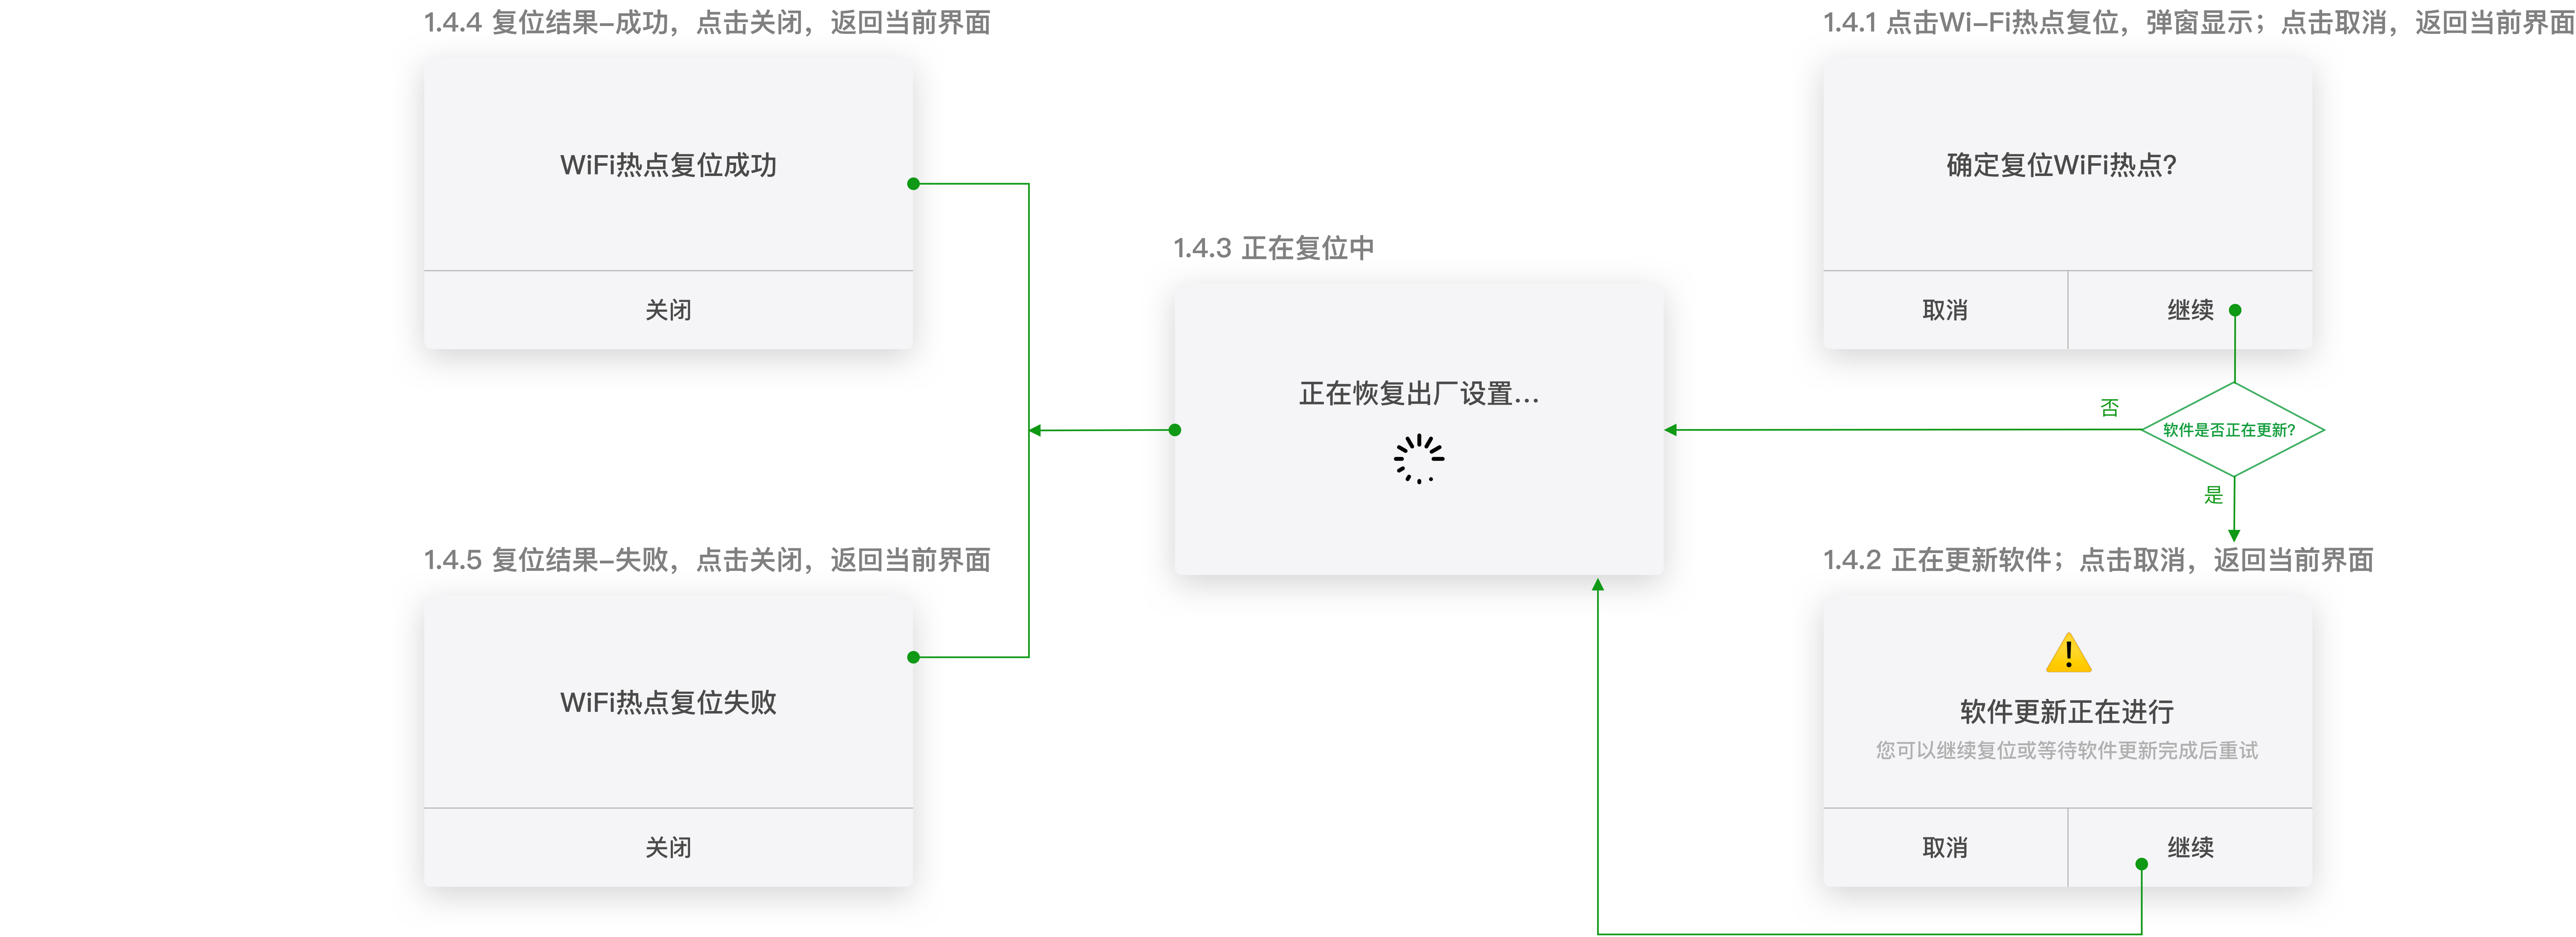 1.4.4 复位结果–成功，点击关闭，返回当前界面
WiFi热点复位成功
关闭
1.4.1 点击Wi–Fi热点复位，弹窗显示；点击取消，返回当前界面
确定复位WiFi热点?
取消
继续
软件是否正在更新?
否
是
1.4.3 正在复位中
正在恢复出厂设置...
1.4.5 复位结果–失败，点击关闭，返回当前界面
WiFi热点复位失败
关闭
1.4.2 正在更新软件；点击取消，返回当前界面
软件更新正在进行
您可以继续复位或等待软件更新完成后重试
取消
继续